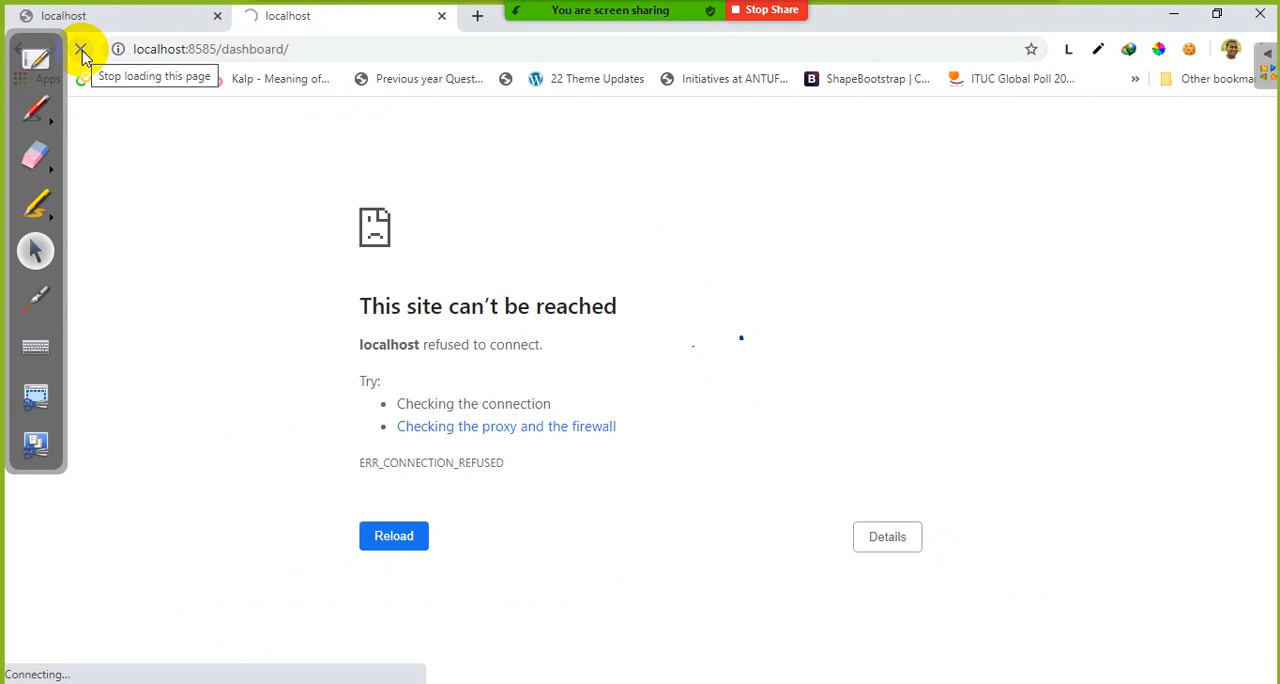 localhost
localhost
You are screen sharing
Stop Share
localhost:8585/dashboard/
L
Apps
Stop loading this page
Kalp - Meaning of...
Previous year Quest...
22 Theme Updates
Initiatives at ANTUF...
B
ShapeBootstrap | C...
ITUC Global Poll 20...
»
Other bookma
This site can't be reached
localhost refused to connect.
Try:
• Checking the connection
• Checking the proxy and the firewall
ERR_CONNECTION_REFUSED
Reload
Details
Connecting...